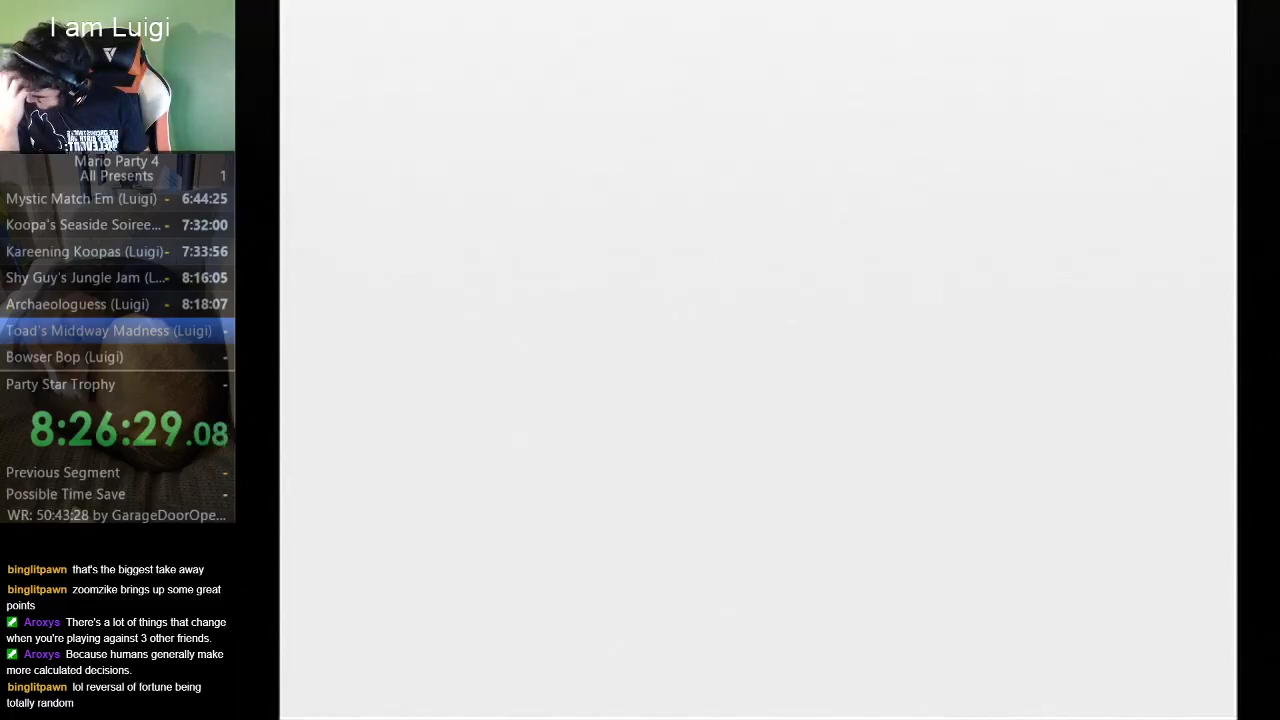 I am Luigi
Mario Party 4
All Presents 1
Mystic Match Em (Luigi) - 6:44:25
Koopa's Seaside Soiree... - 7:32:00
Kareening Koopas (Luigi) - 7:33:56
Shy Guy's Jungle Jam (L... - 8:16:05
Archaeologuess (Luigi) - 8:18:07
Toad's Middway Madness (Luigi) -
Bowser Bop (Luigi) -
Party Star Trophy -
8:26:29.08
Previous Segment -
Possible Time Save -
WR: 50:43:28 by GarageDoorOpe...
binglitpawn that's the biggest take away
binglitpawn zoomzike brings up some great
points
Aroxys There's a lot of things that change
when you're playing against 3 other friends.
Aroxys Because humans generally make
more calculated decisions.
binglitpawn lol reversal of fortune being
totally random